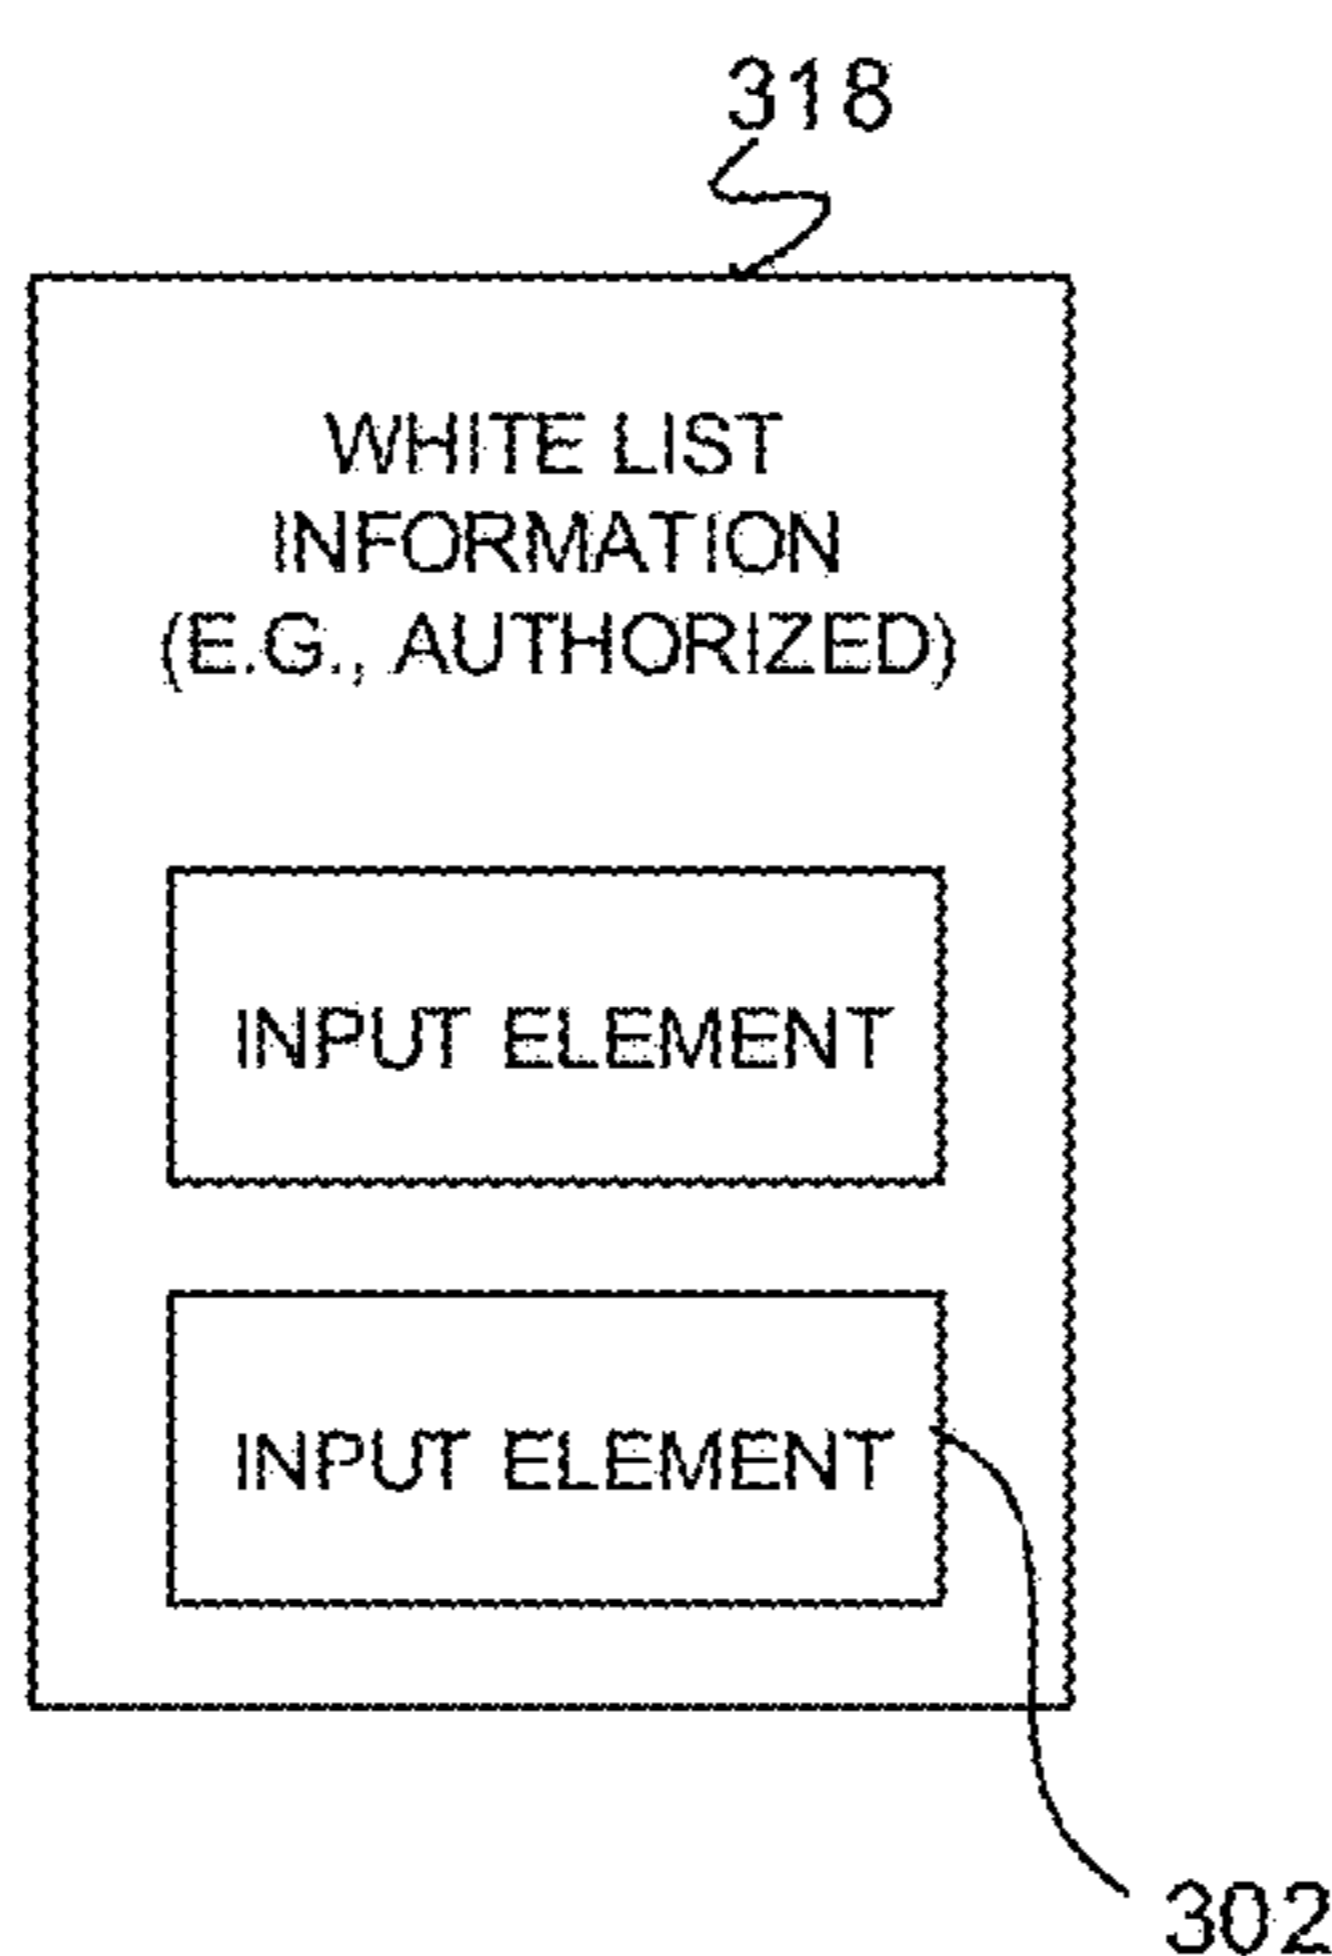 318
WHITE LIST
INFORMATION
(E.G., AUTHORIZED)
INPUT ELEMENT
INPUT ELEMENT
302